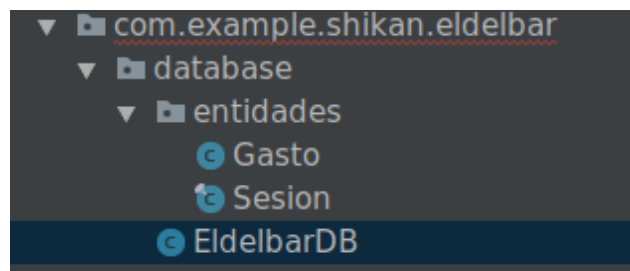 com.example.shikan.eldelbar
database
entidades
C Gasto
C Sesion
C EldelbarDB